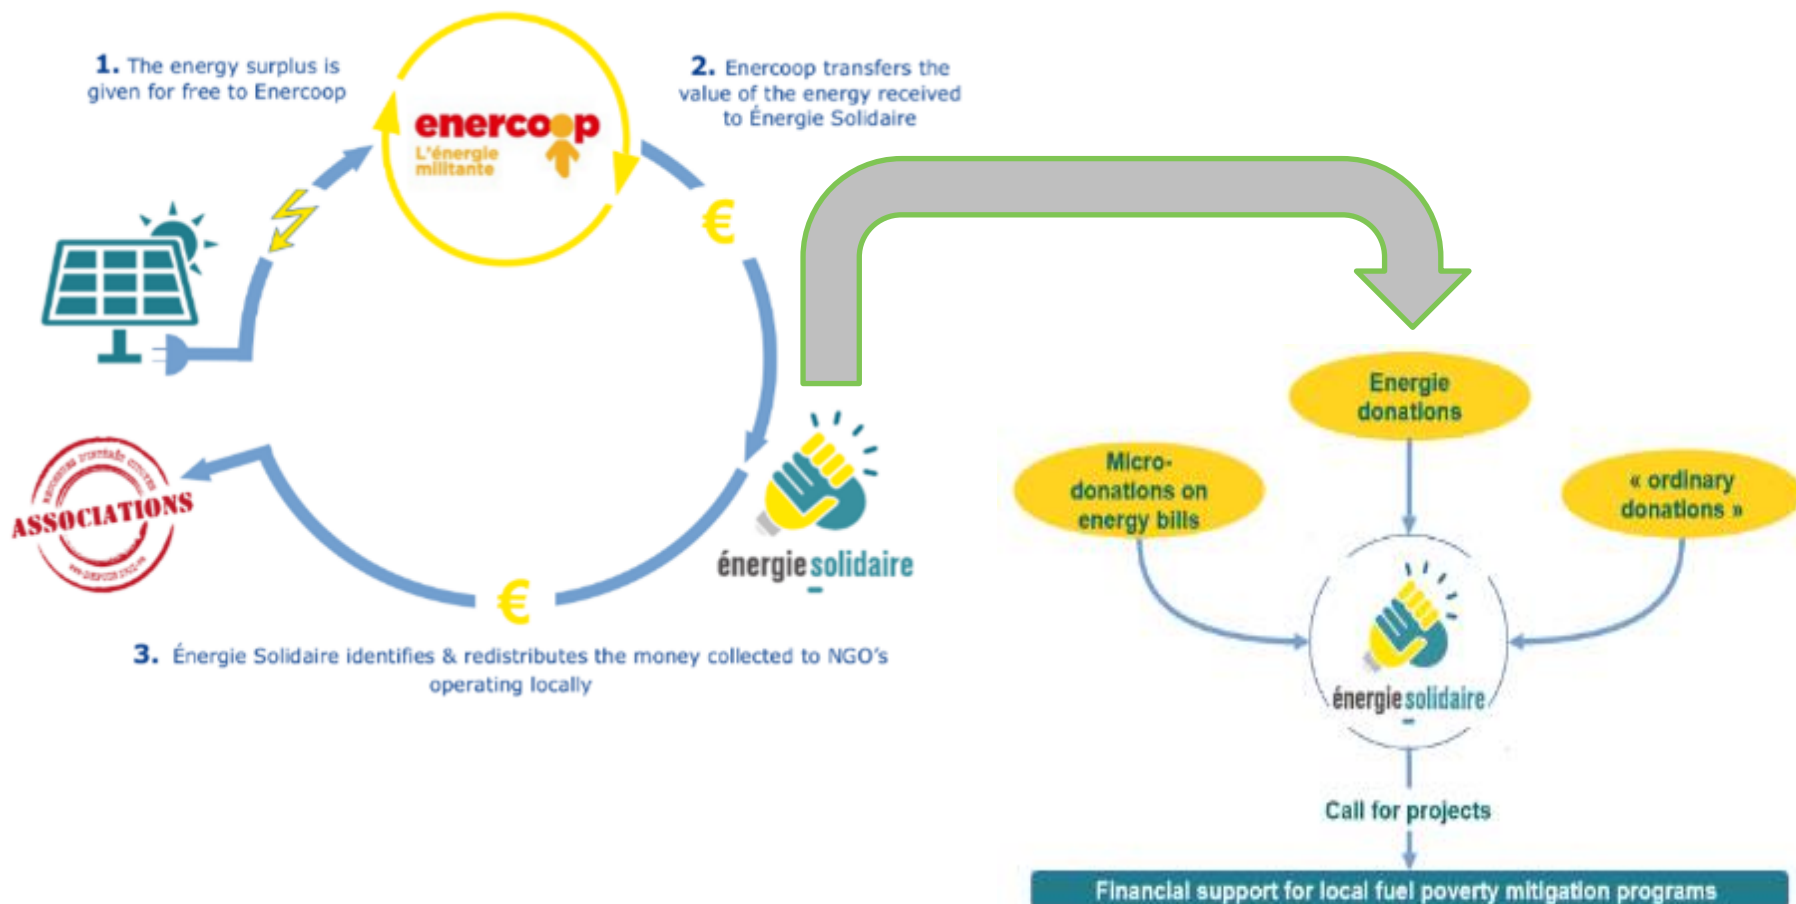 1. The energy surplus is
given for free to Enercoop
enercoop
L'énergie
militante
2. Enercoop transfers the
value of the energy received
to Énergie Solidaire
€
ASSOCIATIONS
énergie solidaire
€
3. Énergie Solidaire identifies & redistributes the money collected to NGO's
operating locally
Energie
donations
Micro-
donations on
energy bills
« ordinary
donations »
énergie solidaire
Call for projects
Financial support for local fuel poverty mitigation programs